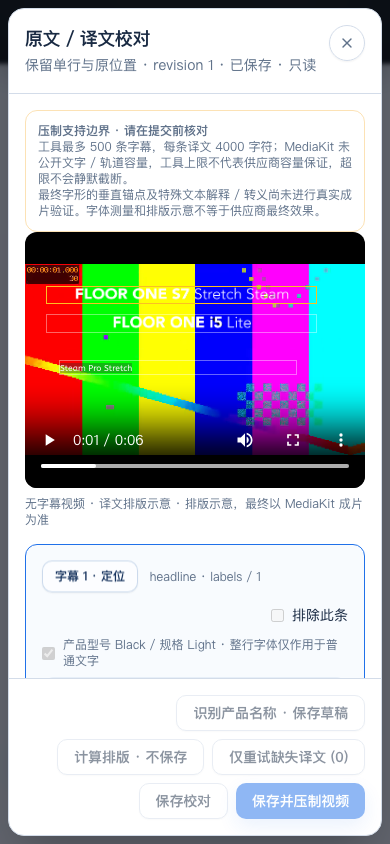 原文 / 译文校对
保留单行与原位置 · revision 1 · 已保存 · 只读
压制支持边界 · 请在提交前核对
工具最多 500 条字幕，每条译文 4000 字符；MediaKit 未
公开文字 / 轨道容量，工具上限不代表供应商容量保证，超
限不会静默截断。
最终字形的垂直锚点及特殊文本解释 / 转义尚未进行真实成
片验证。字体测量和排版示意不等于供应商最终效果。
00:00:01.000
30
FLOOR ONE S7 Stretch Steam
FLOOR ONE i5 Lite
Steam Pro Stretch
0:01 / 0:06
无字幕视频 · 译文排版示意 · 排版示意，最终以 MediaKit 成片
为准
字幕 1 · 定位
headline · labels / 1
排除此条
产品型号 Black / 规格 Light · 整行字体仅作用于普
通文字
识别产品名称 · 保存草稿
计算排版 · 不保存
仅重试缺失译文 (0)
保存校对
保存并压制视频